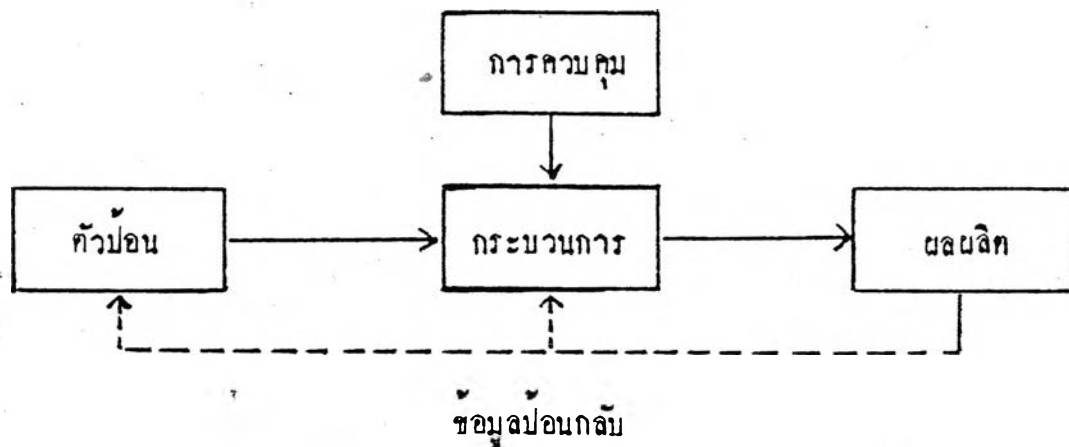 การควบคุม
ตัวป้อน
กระบวนการ
ผลผลิต
ข้อมูลป้อนกลับ